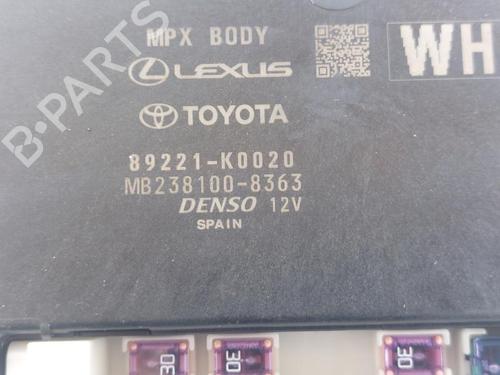 MPX BODY
WH
LEXUS
TOYOTA
89221-K0020
MB238100-8363
DENSO 12V
SPAIN
B-PARTS
30
30
30